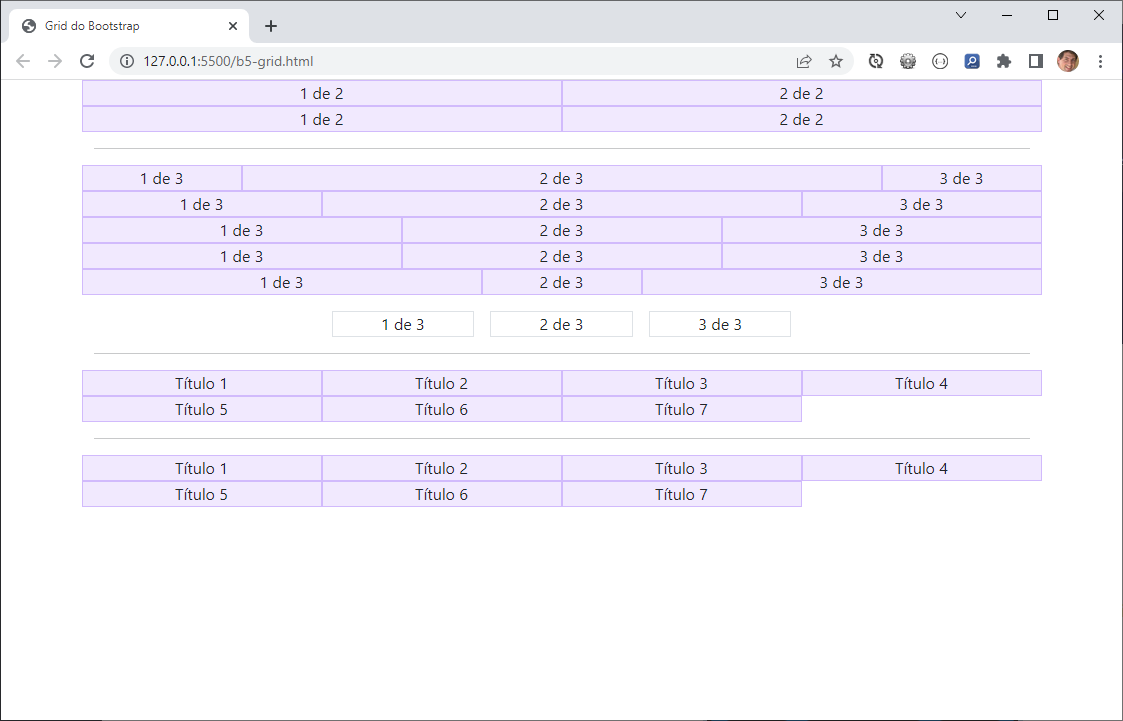 Grid do Bootstrap
127.0.0.1:5500/b5-grid.html
1 de 2 2 de 2
1 de 2 2 de 2
1 de 3 2 de 3 3 de 3
1 de 3 2 de 3 3 de 3
1 de 3 2 de 3 3 de 3
1 de 3 2 de 3 3 de 3
1 de 3 2 de 3 3 de 3
1 de 3 2 de 3 3 de 3
Título 1 Título 2 Título 3 Título 4
Título 5 Título 6 Título 7
Título 1 Título 2 Título 3 Título 4
Título 5 Título 6 Título 7